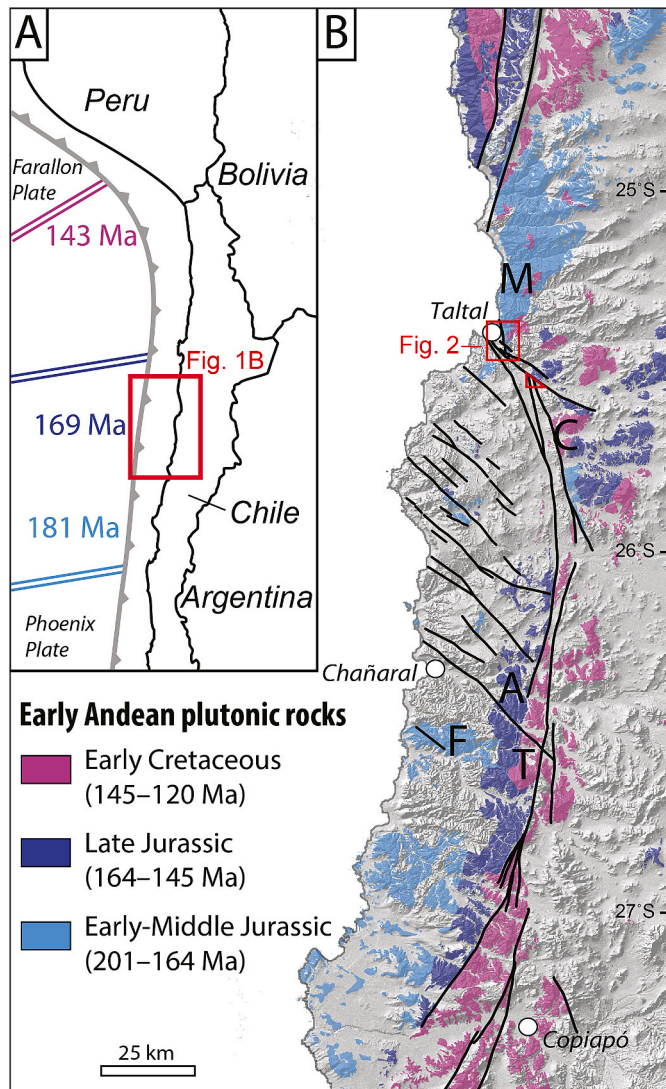 A
Peru
Bolivia
Farallon
Plate
143 Ma
Fig. 1B
169 Ma
Chile
181 Ma
Argentina
Phoenix
Plate
Early Andean plutonic rocks
Early Cretaceous
(145–120 Ma)
Late Jurassic
(164–145 Ma)
Early-Middle Jurassic
(201–164 Ma)
25 km
B
25°S
M
Taltal
Fig. 2
C
26°S
Chañaral
A
F
T
27°S
Copiapó